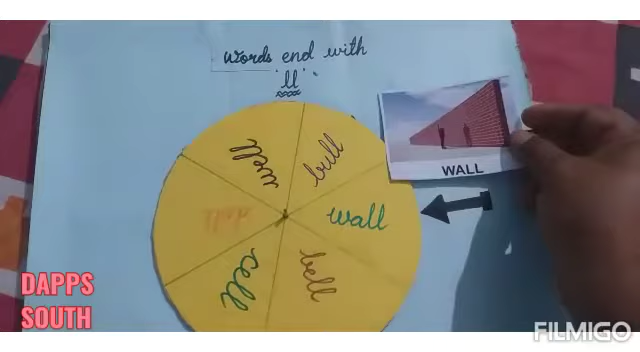 words end with
ll
well
bull
wall
bell
cell
WALL
DAPPS
SOUTH
FILMIGO